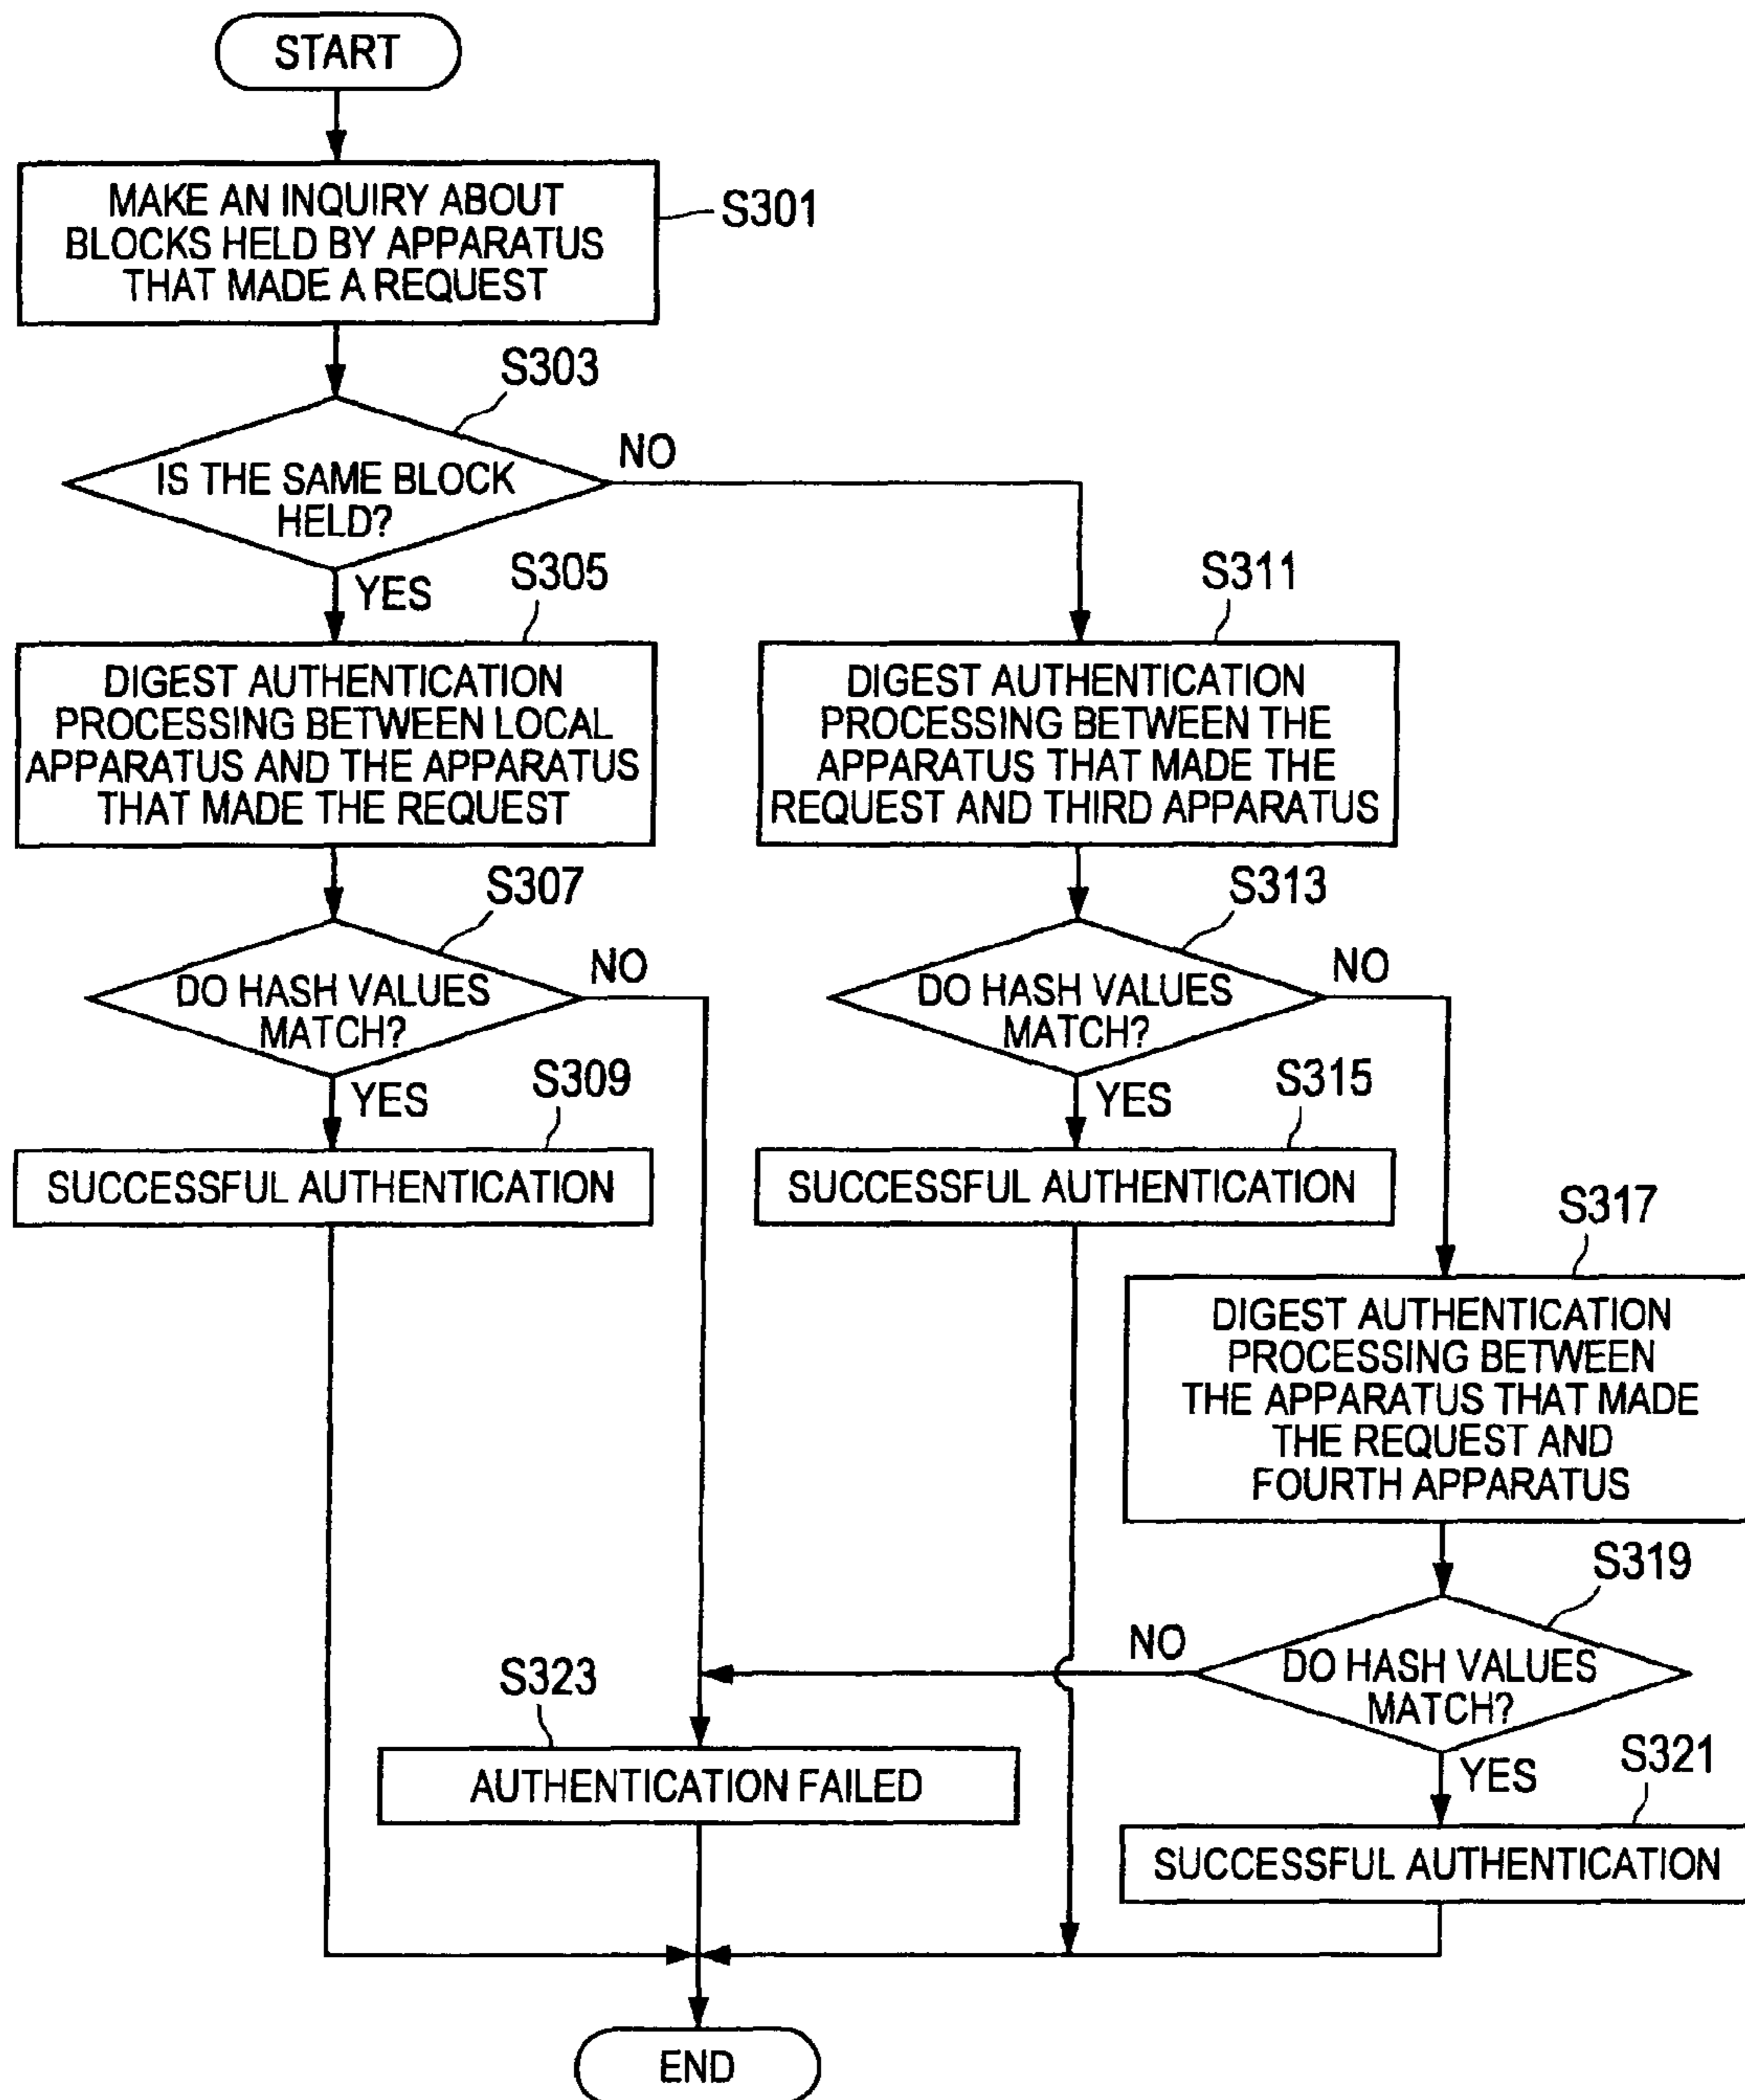 START
MAKE AN INQUIRY ABOUT
BLOCKS HELD BY APPARATUS
THAT MADE A REQUEST
S301
S303
IS THE SAME BLOCK
HELD?
NO
YES
S305
DIGEST AUTHENTICATION
PROCESSING BETWEEN LOCAL
APPARATUS AND THE APPARATUS
THAT MADE THE REQUEST
S311
DIGEST AUTHENTICATION
PROCESSING BETWEEN THE
APPARATUS THAT MADE THE
REQUEST AND THIRD APPARATUS
S307
DO HASH VALUES
MATCH?
NO
YES
S313
DO HASH VALUES
MATCH?
NO
YES
S309
SUCCESSFUL AUTHENTICATION
S315
SUCCESSFUL AUTHENTICATION
S317
DIGEST AUTHENTICATION
PROCESSING BETWEEN
THE APPARATUS THAT MADE
THE REQUEST AND
FOURTH APPARATUS
S319
DO HASH VALUES
MATCH?
NO
YES
S323
AUTHENTICATION FAILED
S321
SUCCESSFUL AUTHENTICATION
END